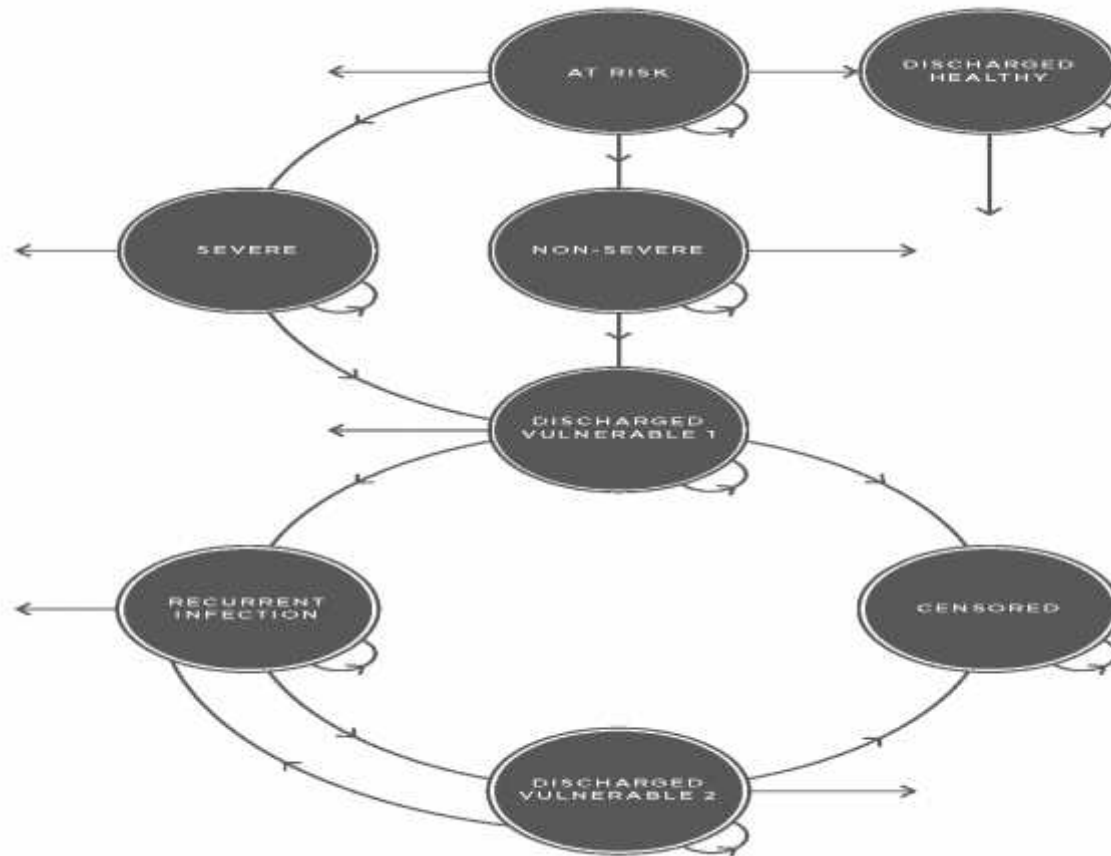 AT RISK
DISCHARGED
HEALTHY
SEVERE
NON-SEVERE
DISCHARGED
VULNERABLE 1
RECURRENT
INFECTION
CENSORED
DISCHARGED
VULNERABLE 2